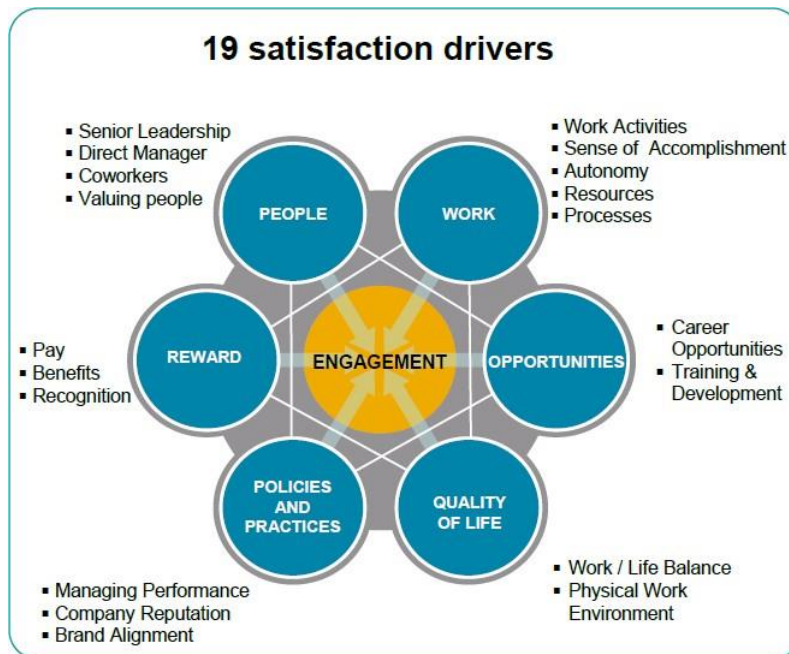 19 satisfaction drivers
▪ Senior Leadership
▪ Direct Manager
▪ Coworkers
▪ Valuing people
▪ Work Activities
▪ Sense of Accomplishment
▪ Autonomy
▪ Resources
▪ Processes
PEOPLE
WORK
▪ Pay
▪ Benefits
▪ Recognition
REWARD
ENGAGEMENT
OPPORTUNITIES
▪ Career
Opportunities
▪ Training &
Development
POLICIES
AND
PRACTICES
QUALITY
OF LIFE
▪ Managing Performance
▪ Company Reputation
▪ Brand Alignment
▪ Work / Life Balance
▪ Physical Work
Environment